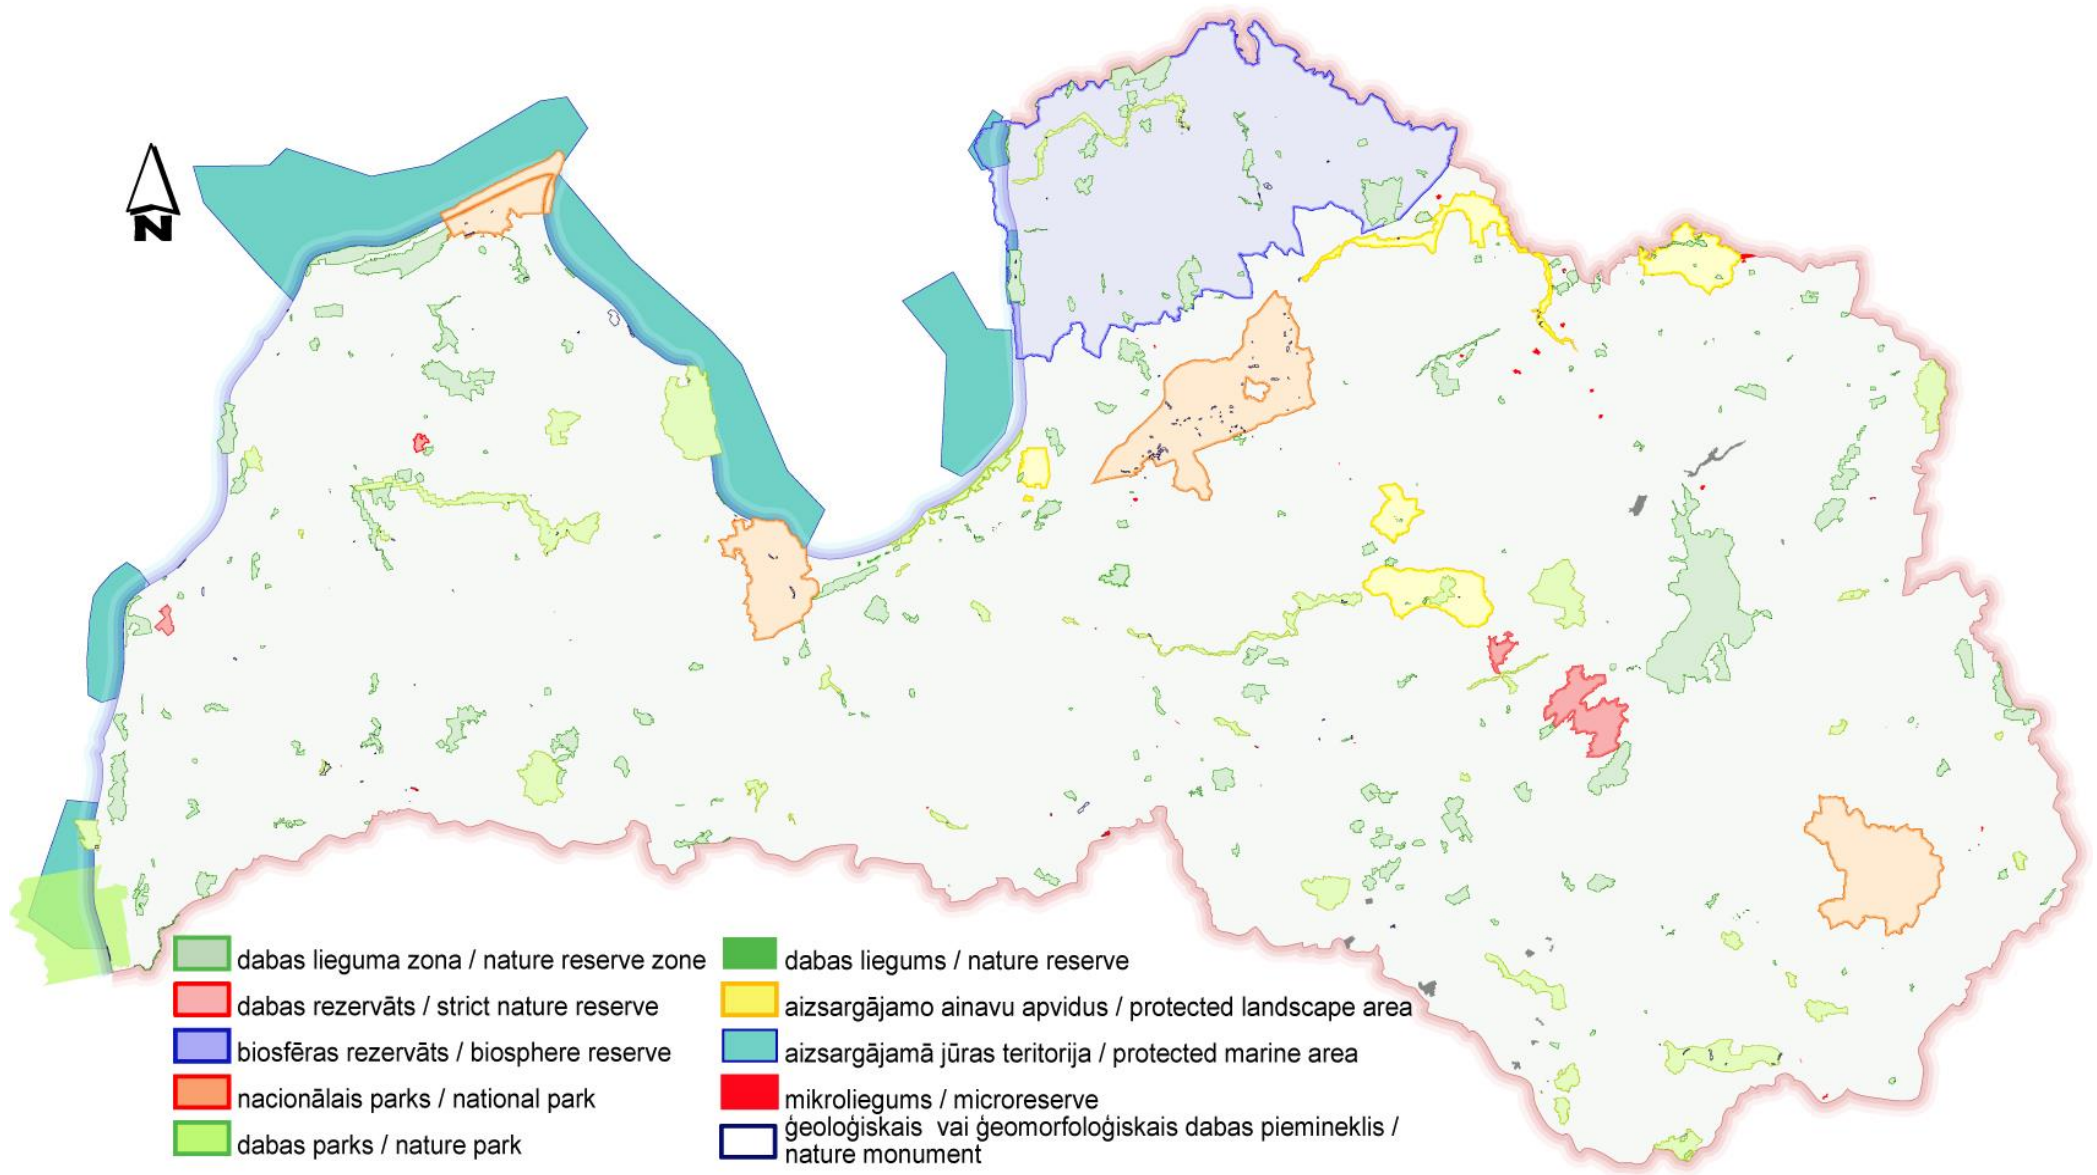 N
dabas lieguma zona / nature reserve zone
dabas rezervāts / strict nature reserve
biosfēras rezervāts / biosphere reserve
nacionālais parks / national park
dabas parks / nature park
dabas liegums / nature reserve
aizsargājamo ainavu apvidus / protected landscape area
aizsargājamā jūras teritorija / protected marine area
mikroliegums / microreserve
ģeoloģiskais vai ģeomorfoloģiskais dabas piemineklis /
nature monument